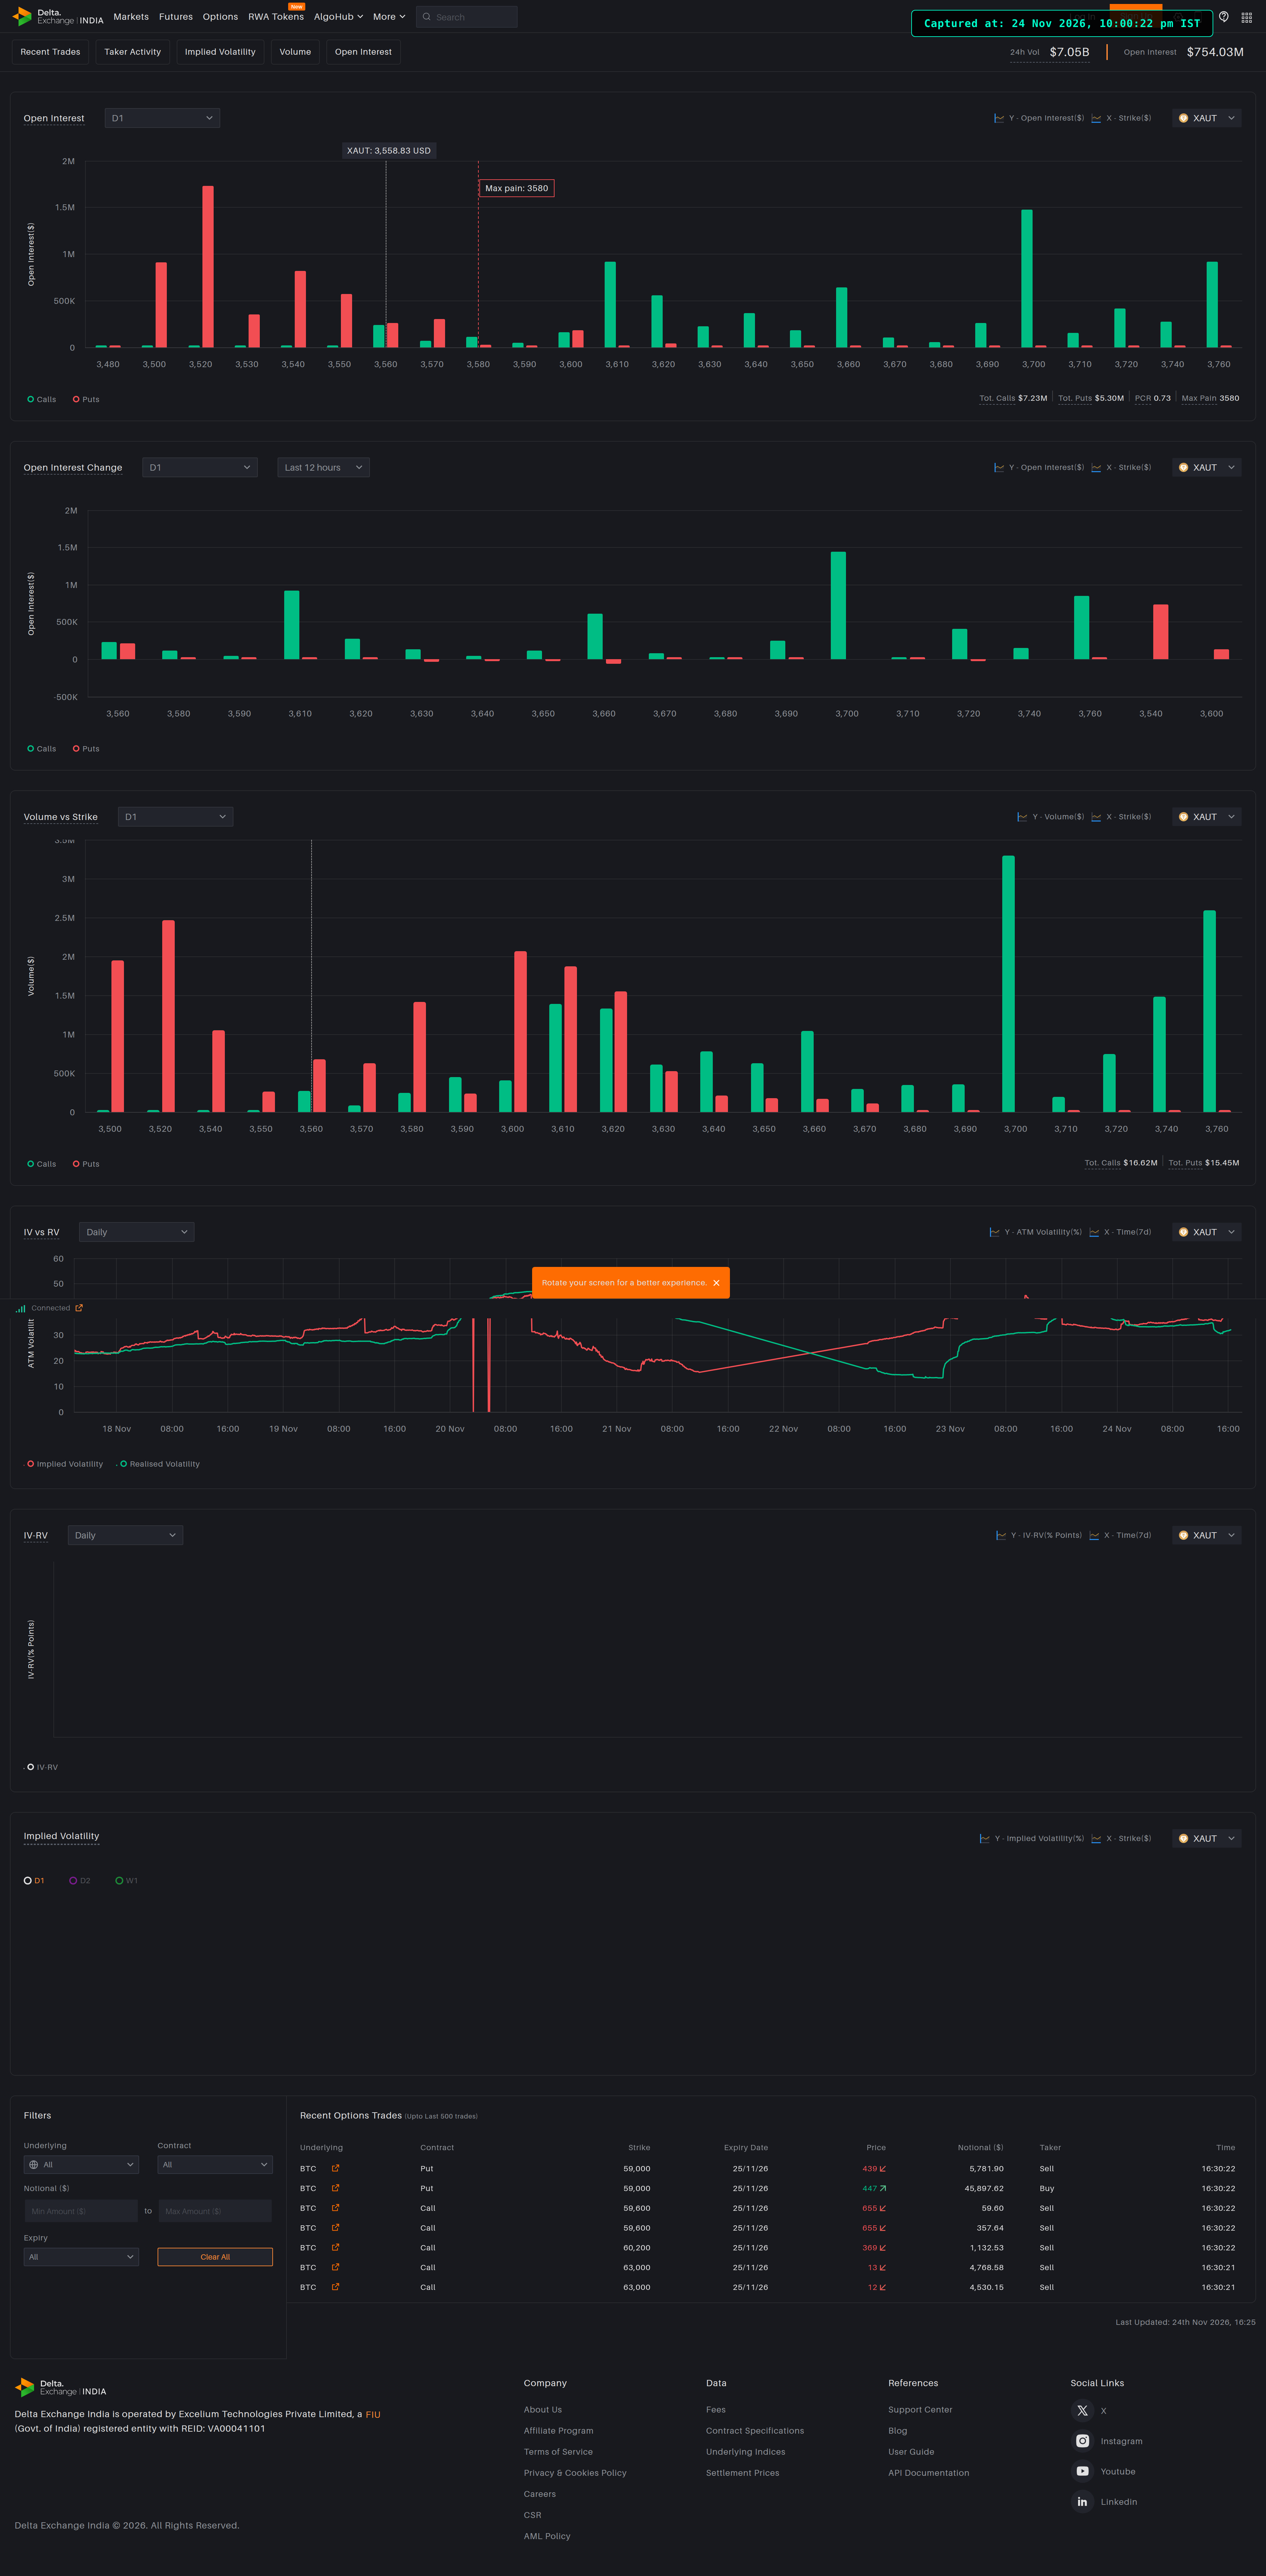 Delta.
Exchange | INDIA
Markets Futures Options RWA Tokens New AlgoHub More Search
Captured at: 24 Nov 2026, 10:00:22 pm IST
Recent Trades Taker Activity Implied Volatility Volume Open Interest
24h Vol $7.05B Open Interest $754.03M
Open Interest D1 Y - Open Interest($) X - Strike($) XAUT
XAUT: 3,558.83 USD
Max pain: 3580
Open Interest($)
2M
1.5M
1M
500K
0
3,480 3,500 3,520 3,530 3,540 3,550 3,560 3,570 3,580 3,590 3,600 3,610 3,620 3,630 3,640 3,650 3,660 3,670 3,680 3,690 3,700 3,710 3,720 3,740 3,760
Calls Puts
Tot. Calls $7.23M | Tot. Puts $5.30M | PCR 0.73 | Max Pain 3580
Open Interest Change D1 Last 12 hours Y - Open Interest($) X - Strike($) XAUT
Open Interest($)
2M
1.5M
1M
500K
0
-500K
3,560 3,580 3,590 3,610 3,620 3,630 3,640 3,650 3,660 3,670 3,680 3,690 3,700 3,710 3,720 3,740 3,760 3,540 3,600
Calls Puts
Volume vs Strike D1 Y - Volume($) X - Strike($) XAUT
Volume($)
3.5M
3M
2.5M
2M
1.5M
1M
500K
0
3,500 3,520 3,540 3,550 3,560 3,570 3,580 3,590 3,600 3,610 3,620 3,630 3,640 3,650 3,660 3,670 3,680 3,690 3,700 3,710 3,720 3,740 3,760
Calls Puts
Tot. Calls $16.62M | Tot. Puts $15.45M
IV vs RV Daily Y - ATM Volatility(%) X - Time(7d) XAUT
60
50
Rotate your screen for a better experience.
Connected
ATM Volatilit
30
20
10
0
18 Nov 08:00 16:00 19 Nov 08:00 16:00 20 Nov 08:00 16:00 21 Nov 08:00 16:00 22 Nov 08:00 16:00 23 Nov 08:00 16:00 24 Nov 08:00 16:00
Implied Volatility Realised Volatility
IV-RV Daily Y - IV-RV(% Points) X - Time(7d) XAUT
IV-RV(% Points)
IV-RV
Implied Volatility Y - Implied Volatility(%) X - Strike($) XAUT
D1 D2 W1
Filters
Underlying Contract
All All
Notional ($)
Min Amount ($) to Max Amount ($)
Expiry
All Clear All
Recent Options Trades (Upto Last 500 trades)
Underlying Contract Strike Expiry Date Price Notional ($) Taker Time
BTC Put 59,000 25/11/26 439 5,781.90 Sell 16:30:22
BTC Put 59,000 25/11/26 447 45,897.62 Buy 16:30:22
BTC Call 59,600 25/11/26 655 59.60 Sell 16:30:22
BTC Call 59,600 25/11/26 655 357.64 Sell 16:30:22
BTC Call 60,200 25/11/26 369 1,132.53 Sell 16:30:22
BTC Call 63,000 25/11/26 13 4,768.58 Sell 16:30:21
BTC Call 63,000 25/11/26 12 4,530.15 Sell 16:30:21
Last Updated: 24th Nov 2026, 16:25
Delta.
Exchange | INDIA
Delta Exchange India is operated by Excelium Technologies Private Limited, a FIU
(Govt. of India) registered entity with REID: VA00041101
Delta Exchange India © 2026. All Rights Reserved.
Company
About Us
Affiliate Program
Terms of Service
Privacy & Cookies Policy
Careers
CSR
AML Policy
Data
Fees
Contract Specifications
Underlying Indices
Settlement Prices
References
Support Center
Blog
User Guide
API Documentation
Social Links
X
Instagram
Youtube
Linkedin